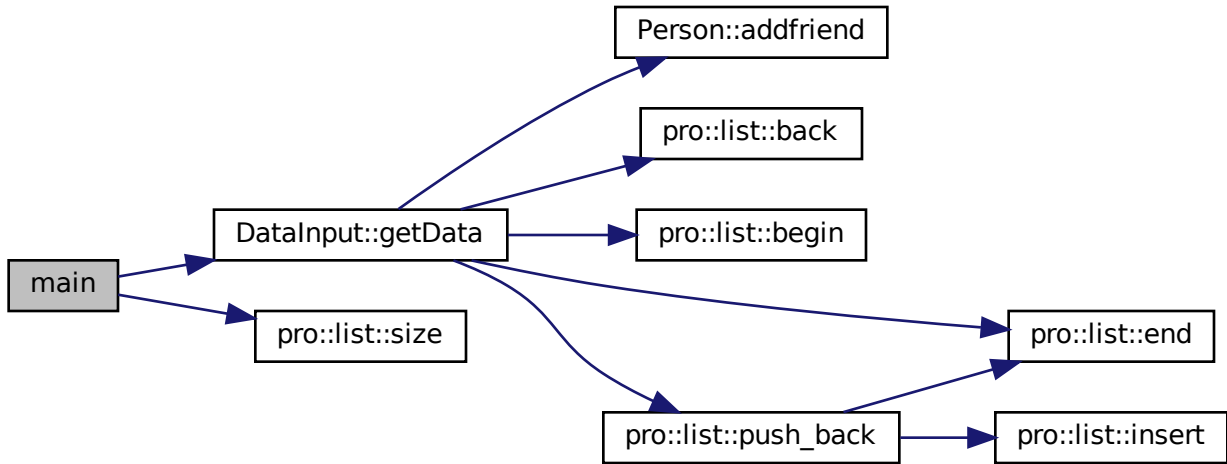 Person::addfriend
pro::list::back
DataInput::getData
pro::list::begin
main
pro::list::size
pro::list::end
pro::list::push_back
pro::list::insert